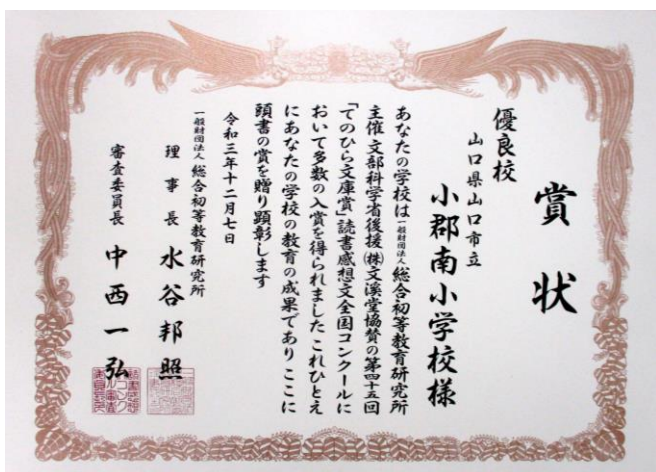 賞状
優良校
山口県山口市立
小郡南小学校様
あなたの学校は一般財団法人総合初等教育研究所
主催 文部科学省後援 ㈱文溪堂協賛の第四十五回
「てのひら文庫賞」読書感想文全国コンクールに
おいて多数の入賞を得られました これひとえ
にあなたの学校の教育の成果であり ここに
頭書の賞を贈り顕彰します
令和三年十二月七日
一般財団法人 総合初等教育研究所
理事長 水谷邦照
審査委員長 中西一弘